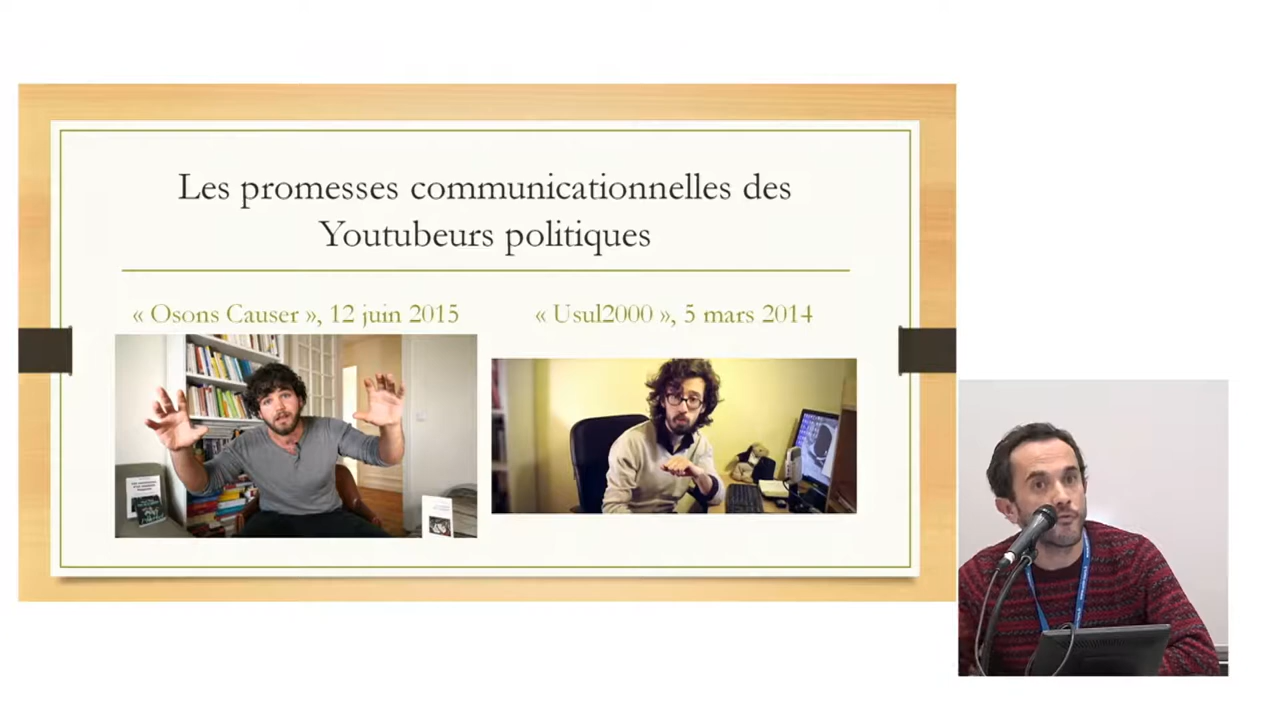 Les promesses communicationnelles des
Youtubeurs politiques
« Osons Causer », 12 juin 2015
« Usul2000 », 5 mars 2014